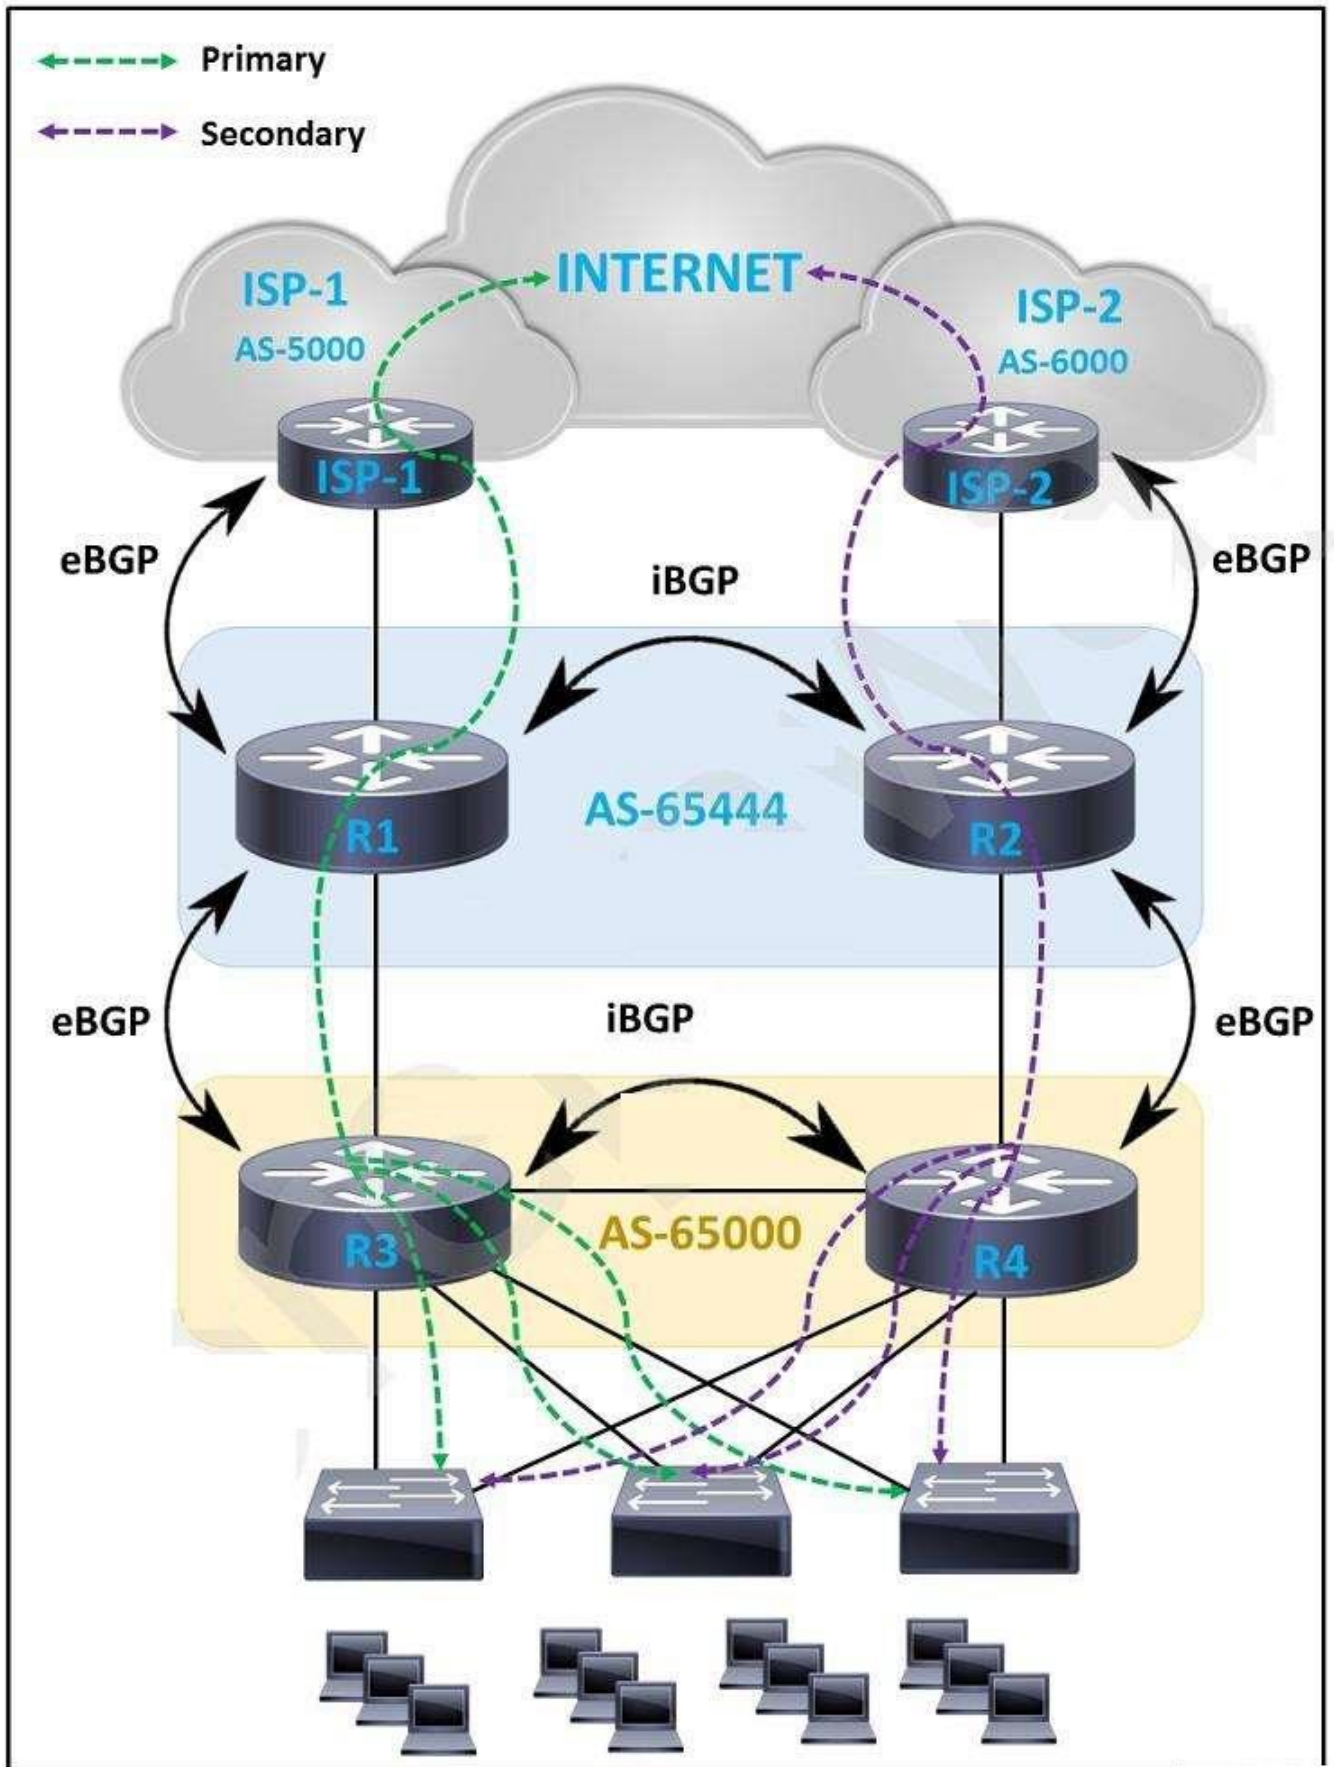 Primary
Secondary
INTERNET
ISP-1
AS-5000
ISP-2
AS-6000
ISP-1
ISP-2
eBGP
iBGP
eBGP
AS-65444
R1
R2
eBGP
iBGP
eBGP
AS-65000
R3
R4